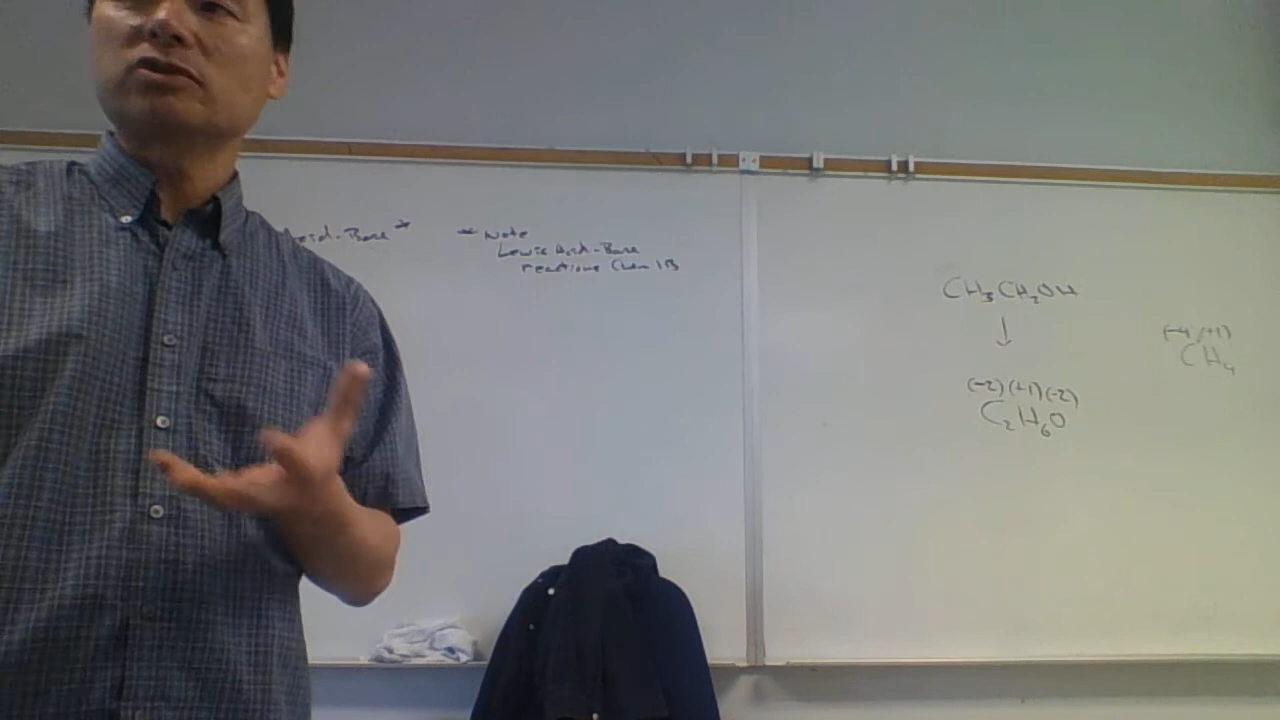 Acid-Base *
* Note
Lewis Acid-Base
reactions Chem 1B
CH₃CH₂OH
↓
(-2)(+1)(-2)
C₂H₆O
(-4,+1)
CH₄